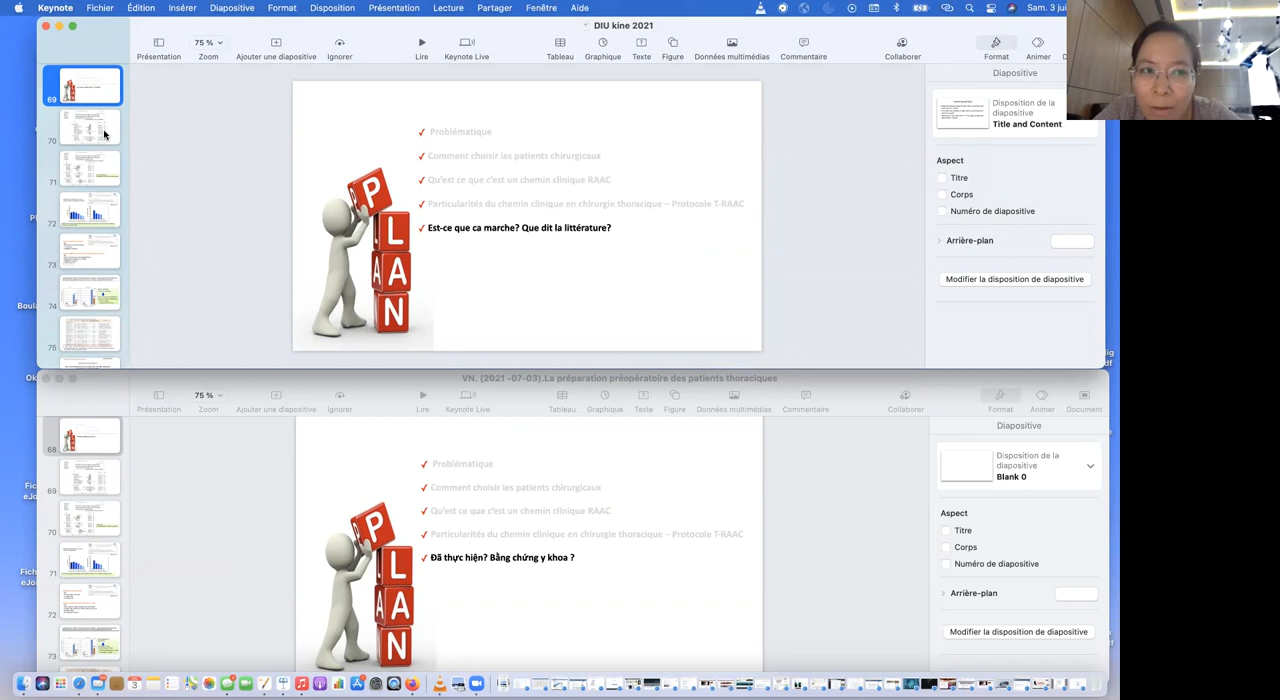 Keynote Fichier Édition Insérer Diapositive Format Disposition Présentation Lecture Partager Fenêtre Aide
DIU kine 2021
75 %
Présentation Zoom Ajouter une diapositive Ignorer Lire Keynote Live Tableau Graphique Texte Figure Données multimédias Commentaire Collaborer Format Animer
69
70
71
72
73
74
75
Problématique
Comment choisir les patients chirurgicaux
Qu'est ce que c'est un chemin clinique RAAC
Particularités du chemin clinique en chirurgie thoracique – Protocole T-RAAC
Est-ce que ca marche? Que dit la littérature?
P
L
A A
N
Diapositive
Disposition de la
diapositive
Title and Content
Aspect
Titre
Corps
Numéro de diapositive
Arrière-plan
Modifier la disposition de diapositive
VN. (2021 -07-03).La préparation préopératoire des patients thoraciques
75 %
Présentation Zoom Ajouter une diapositive Ignorer Lire Keynote Live Tableau Graphique Texte Figure Données multimédias Commentaire Collaborer Format Animer Document
68
69
70
71
72
73
Problématique
Comment choisir les patients chirurgicaux
Qu'est ce que c'est un chemin clinique RAAC
Particularités du chemin clinique en chirurgie thoracique – Protocole T-RAAC
Đã thực hiện? Bằng chứng y khoa ?
P
L
A A
N
Diapositive
Disposition de la
diapositive
Blank 0
Aspect
Titre
Corps
Numéro de diapositive
Arrière-plan
Modifier la disposition de diapositive